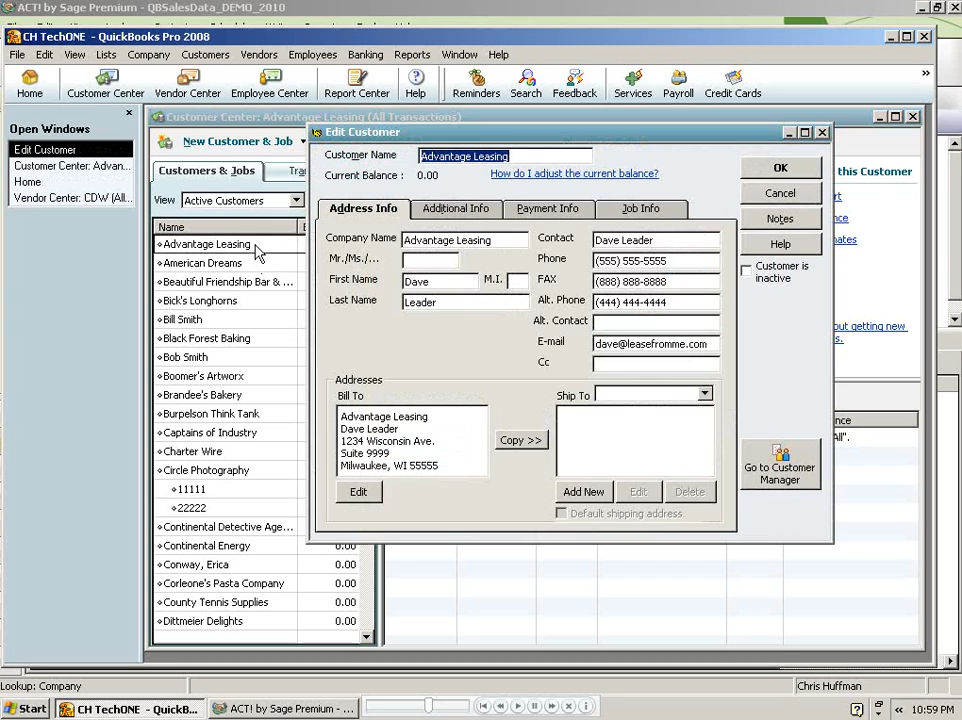 ACT! by Sage Premium - QBSalesData_DEMO_2010
CH TechONE - QuickBooks Pro 2008
File Edit View Lists Company Customers Vendors Employees Banking Reports Window Help
Home Customer Center Vendor Center Employee Center Report Center Help Reminders Search Feedback Services Payroll Credit Cards
Open Windows
Edit Customer
Customer Center: Advan...
Home
Vendor Center: CDW (Al...
Customer Center: Advantage Leasing (All Transactions)
New Customer & Job
Customers & Jobs
Tra
View Active Customers
Name
Advantage Leasing
American Dreams
Beautiful Friendship Bar & ...
Bick's Longhorns
Bill Smith
Black Forest Baking
Bob Smith
Boomer's Artworx
Brandee's Bakery
Burpelson Think Tank
Captains of Industry
Charter Wire
Circle Photography
11111
22222
Continental Detective Age...
Continental Energy 0.00
Conway, Erica 0.00
Corleone's Pasta Company 0.00
County Tennis Supplies 0.00
Dittmeier Delights 0.00
Edit Customer
Customer Name Advantage Leasing
Current Balance : 0.00 How do I adjust the current balance?
Address Info Additional Info Payment Info Job Info
Company Name Advantage Leasing
Mr./Ms./...
First Name Dave M.I.
Last Name Leader
Contact Dave Leader
Phone (555) 555-5555
FAX (888) 888-8888
Alt. Phone (444) 444-4444
Alt. Contact
E-mail dave@leasefromme.com
Cc
Addresses
Bill To
Advantage Leasing
Dave Leader
1234 Wisconsin Ave.
Suite 9999
Milwaukee, WI 55555
Edit
Copy >>
Ship To
Add New Edit Delete
Default shipping address
OK
Cancel
Notes
Help
Customer is
inactive
Go to Customer
Manager
this Customer
nt
nce
ates
out getting new
s.
nce
All".
Lookup: Company
Chris Huffman
Start CH TechONE - QuickB... ACT! by Sage Premium - ... 10:59 PM